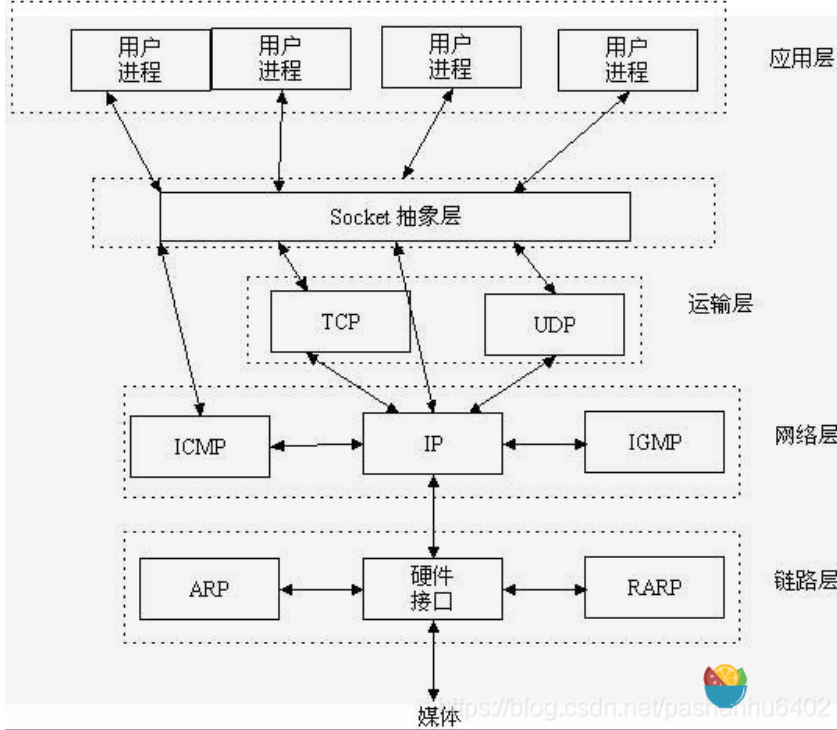 用户
进程
用户
进程
用户
进程
用户
进程
应用层
Socket 抽象层
运输层
TCP
UDP
网络层
ICMP
IP
IGMP
链路层
ARP
硬件
接口
RARP
媒体
https://blog.csdn.net/pashanhu6402